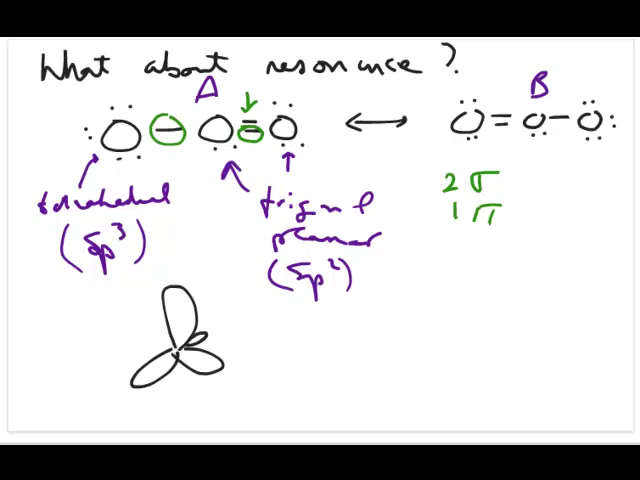 What about resonance?
A
B
O - O = O ↔ O = O - O
tetrahedral
(sp³)
trigonal
planar
(sp²)
2 σ
1 π